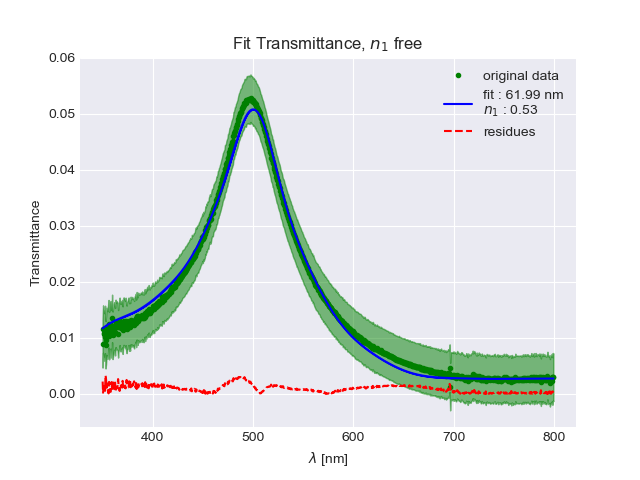 Fit Transmittance, n₁ free
0.06
0.05
0.04
0.03
0.02
0.01
0.00
Transmittance
400
500
600
700
800
λ [nm]
original data
fit : 61.99 nm
n₁ : 0.53
residues